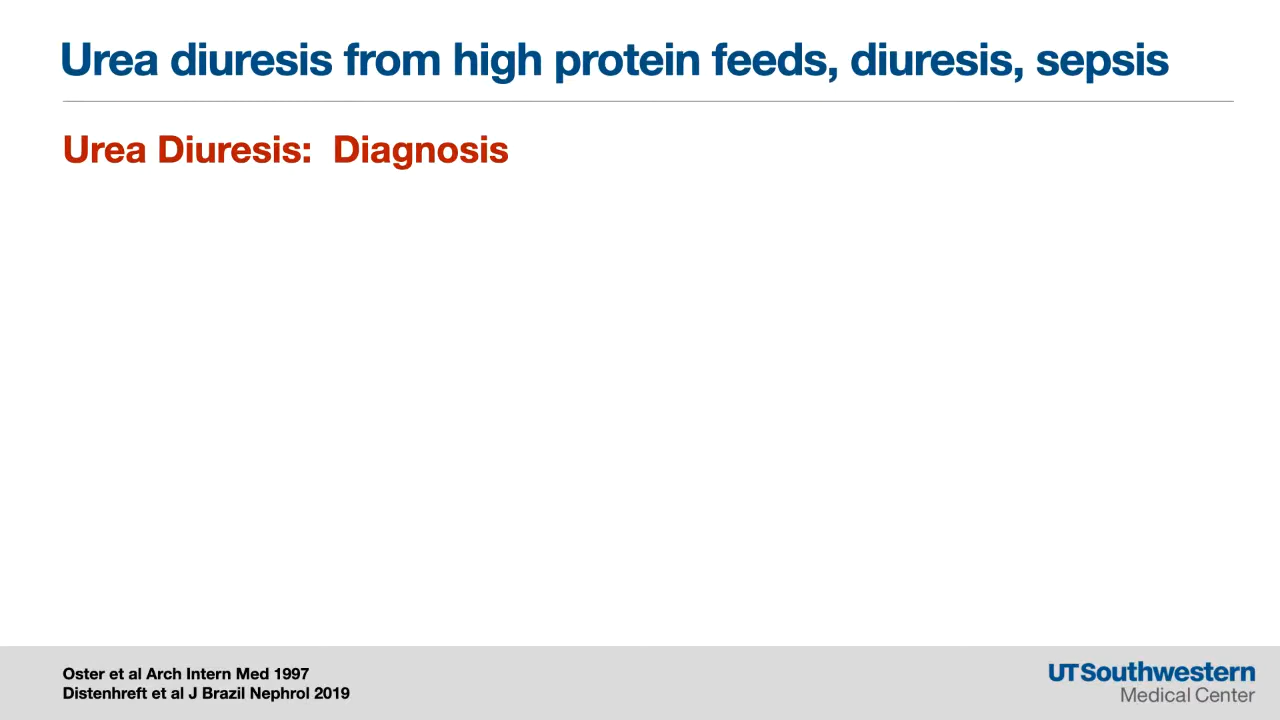 Urea diuresis from high protein feeds, diuresis, sepsis
Urea Diuresis: Diagnosis
Oster et al Arch Intern Med 1997
Distenhreft et al J Brazil Nephrol 2019
UTSouthwestern
Medical Center